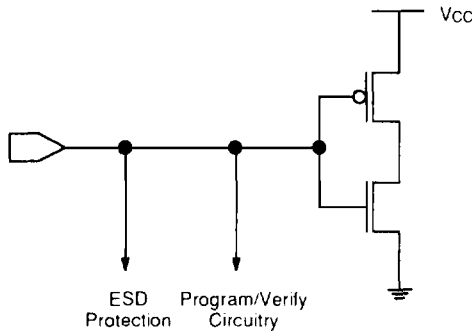 VCC
ESD
Protection
Program/Verify
Circuitry